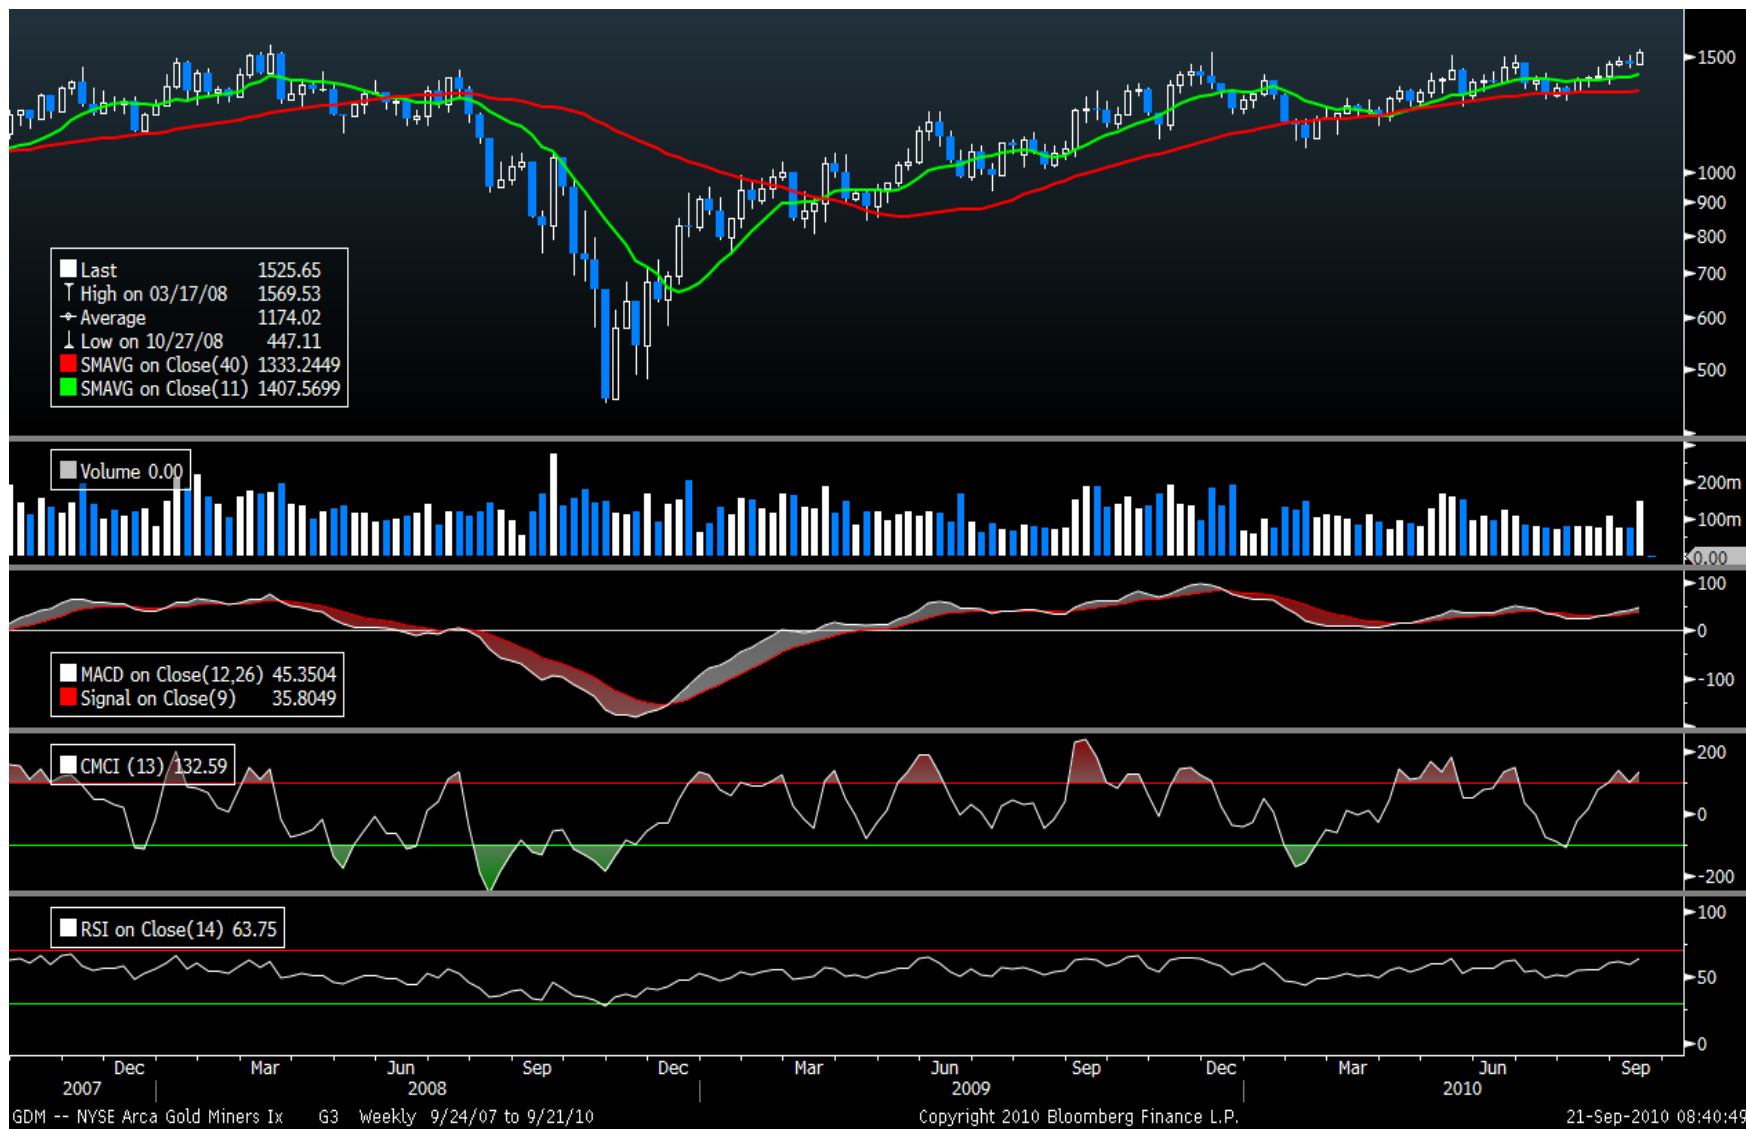 1500
1000
900
800
700
600
500
Last 1525.65
High on 03/17/08 1569.53
Average 1174.02
Low on 10/27/08 447.11
SMAVG on Close(40) 1333.2449
SMAVG on Close(11) 1407.5699
Volume 0.00
200m
100m
0.00
100
0
-100
MACD on Close(12,26) 45.3504
Signal on Close(9) 35.8049
CMCI (13) 132.59
200
0
-200
RSI on Close(14) 63.75
100
50
0
Dec Mar Jun Sep Dec Mar Jun Sep Dec Mar Jun Sep
2007 2008 2009 2010
GDM -- NYSE Arca Gold Miners Ix G3 Weekly 9/24/07 to 9/21/10 Copyright 2010 Bloomberg Finance L.P. 21-Sep-2010 08:40:49